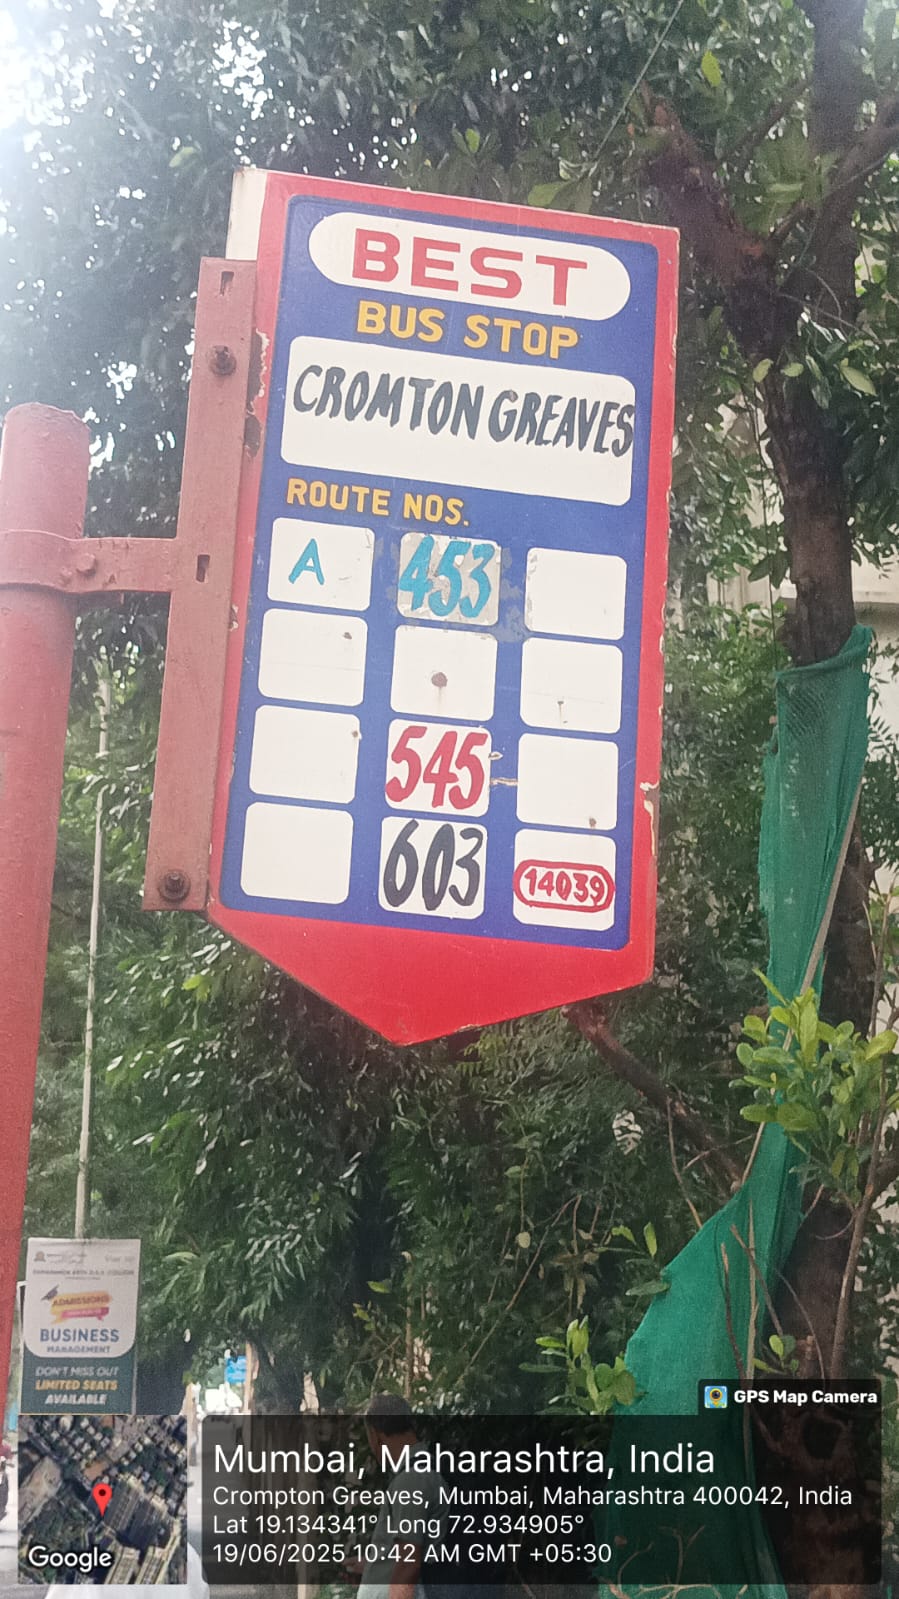 BEST
BUS STOP
CROMTON GREAVES
ROUTE NOS.
A 453
545
603 14039
ADMISSIONS
BUSINESS
MANAGEMENT
DON'T MISS OUT
LIMITED SEATS
AVAILABLE
GPS Map Camera
Mumbai, Maharashtra, India
Crompton Greaves, Mumbai, Maharashtra 400042, India
Lat 19.134341° Long 72.934905°
19/06/2025 10:42 AM GMT +05:30
Google